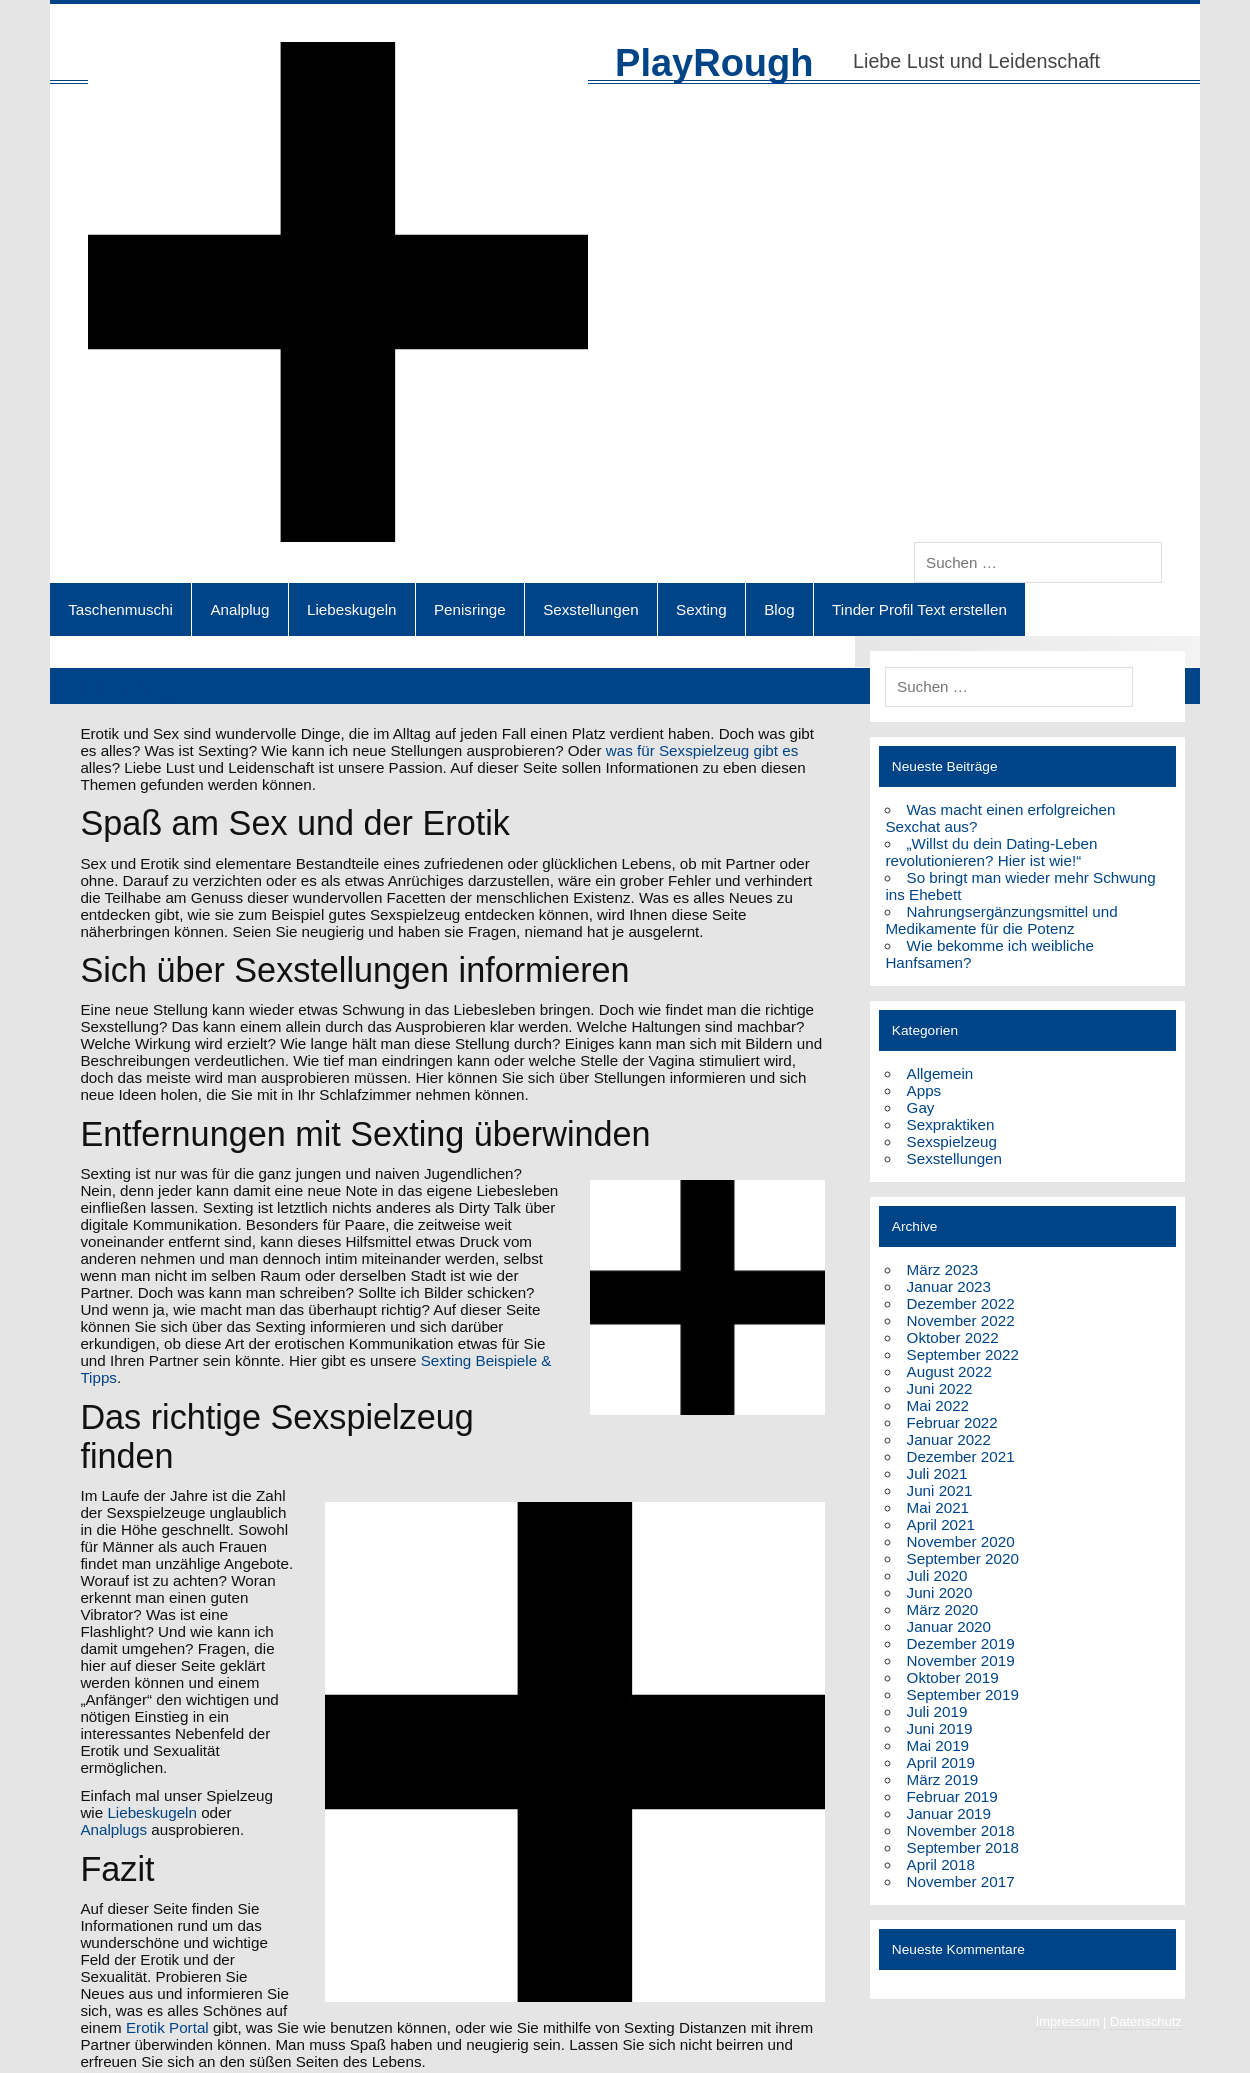 PlayRough
Liebe Lust und Leidenschaft
Suchen …
Taschenmuschi
Analplug
Liebeskugeln
Penisringe
Sexstellungen
Sexting
Blog
Tinder Profil Text erstellen
Erotik und Sex sind wundervolle Dinge, die im Alltag auf jeden Fall einen Platz verdient haben. Doch was gibt
es alles? Was ist Sexting? Wie kann ich neue Stellungen ausprobieren? Oder was für Sexspielzeug gibt es
alles? Liebe Lust und Leidenschaft ist unsere Passion. Auf dieser Seite sollen Informationen zu eben diesen
Themen gefunden werden können.
Spaß am Sex und der Erotik
Sex und Erotik sind elementare Bestandteile eines zufriedenen oder glücklichen Lebens, ob mit Partner oder
ohne. Darauf zu verzichten oder es als etwas Anrüchiges darzustellen, wäre ein grober Fehler und verhindert
die Teilhabe am Genuss dieser wundervollen Facetten der menschlichen Existenz. Was es alles Neues zu
entdecken gibt, wie sie zum Beispiel gutes Sexspielzeug entdecken können, wird Ihnen diese Seite
näherbringen können. Seien Sie neugierig und haben sie Fragen, niemand hat je ausgelernt.
Sich über Sexstellungen informieren
Eine neue Stellung kann wieder etwas Schwung in das Liebesleben bringen. Doch wie findet man die richtige
Sexstellung? Das kann einem allein durch das Ausprobieren klar werden. Welche Haltungen sind machbar?
Welche Wirkung wird erzielt? Wie lange hält man diese Stellung durch? Einiges kann man sich mit Bildern und
Beschreibungen verdeutlichen. Wie tief man eindringen kann oder welche Stelle der Vagina stimuliert wird,
doch das meiste wird man ausprobieren müssen. Hier können Sie sich über Stellungen informieren und sich
neue Ideen holen, die Sie mit in Ihr Schlafzimmer nehmen können.
Entfernungen mit Sexting überwinden
Sexting ist nur was für die ganz jungen und naiven Jugendlichen?
Nein, denn jeder kann damit eine neue Note in das eigene Liebesleben
einfließen lassen. Sexting ist letztlich nichts anderes als Dirty Talk über
digitale Kommunikation. Besonders für Paare, die zeitweise weit
voneinander entfernt sind, kann dieses Hilfsmittel etwas Druck vom
anderen nehmen und man dennoch intim miteinander werden, selbst
wenn man nicht im selben Raum oder derselben Stadt ist wie der
Partner. Doch was kann man schreiben? Sollte ich Bilder schicken?
Und wenn ja, wie macht man das überhaupt richtig? Auf dieser Seite
können Sie sich über das Sexting informieren und sich darüber
erkundigen, ob diese Art der erotischen Kommunikation etwas für Sie
und Ihren Partner sein könnte. Hier gibt es unsere Sexting Beispiele &
Tipps.
Das richtige Sexspielzeug
finden
Im Laufe der Jahre ist die Zahl
der Sexspielzeuge unglaublich
in die Höhe geschnellt. Sowohl
für Männer als auch Frauen
findet man unzählige Angebote.
Worauf ist zu achten? Woran
erkennt man einen guten
Vibrator? Was ist eine
Flashlight? Und wie kann ich
damit umgehen? Fragen, die
hier auf dieser Seite geklärt
werden können und einem
„Anfänger“ den wichtigen und
nötigen Einstieg in ein
interessantes Nebenfeld der
Erotik und Sexualität
ermöglichen.
Einfach mal unser Spielzeug
wie Liebeskugeln oder
Analplugs ausprobieren.
Fazit
Auf dieser Seite finden Sie
Informationen rund um das
wunderschöne und wichtige
Feld der Erotik und der
Sexualität. Probieren Sie
Neues aus und informieren Sie
sich, was es alles Schönes auf
einem Erotik Portal gibt, was Sie wie benutzen können, oder wie Sie mithilfe von Sexting Distanzen mit ihrem
Partner überwinden können. Man muss Spaß haben und neugierig sein. Lassen Sie sich nicht beirren und
erfreuen Sie sich an den süßen Seiten des Lebens.
Suchen …
Neueste Beiträge
Was macht einen erfolgreichen
Sexchat aus?
„Willst du dein Dating-Leben
revolutionieren? Hier ist wie!“
So bringt man wieder mehr Schwung
ins Ehebett
Nahrungsergänzungsmittel und
Medikamente für die Potenz
Wie bekomme ich weibliche
Hanfsamen?
Kategorien
Allgemein
Apps
Gay
Sexpraktiken
Sexspielzeug
Sexstellungen
Archive
März 2023
Januar 2023
Dezember 2022
November 2022
Oktober 2022
September 2022
August 2022
Juni 2022
Mai 2022
Februar 2022
Januar 2022
Dezember 2021
Juli 2021
Juni 2021
Mai 2021
April 2021
November 2020
September 2020
Juli 2020
Juni 2020
März 2020
Januar 2020
Dezember 2019
November 2019
Oktober 2019
September 2019
Juli 2019
Juni 2019
Mai 2019
April 2019
März 2019
Februar 2019
Januar 2019
November 2018
September 2018
April 2018
November 2017
Neueste Kommentare
Impressum | Datenschutz